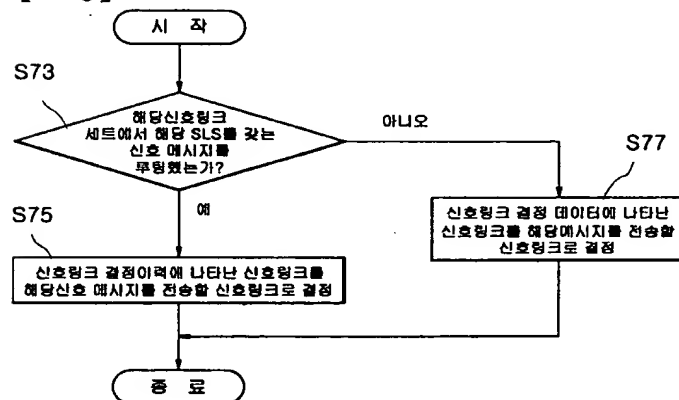 시 작
S73
해당신호링크
세트에서 해당 SLS를 갖는
신호 메시지를
루팅했는가?
아니오
S77
신호링크 결정 데이터에 나타난
신호링크를 해당메시지를 전송할
신호링크로 결정
예
S75
신호링크 결정이력에 나타난 신호링크를
해당신호 메시지를 전송할 신호링크로 결정
종 료